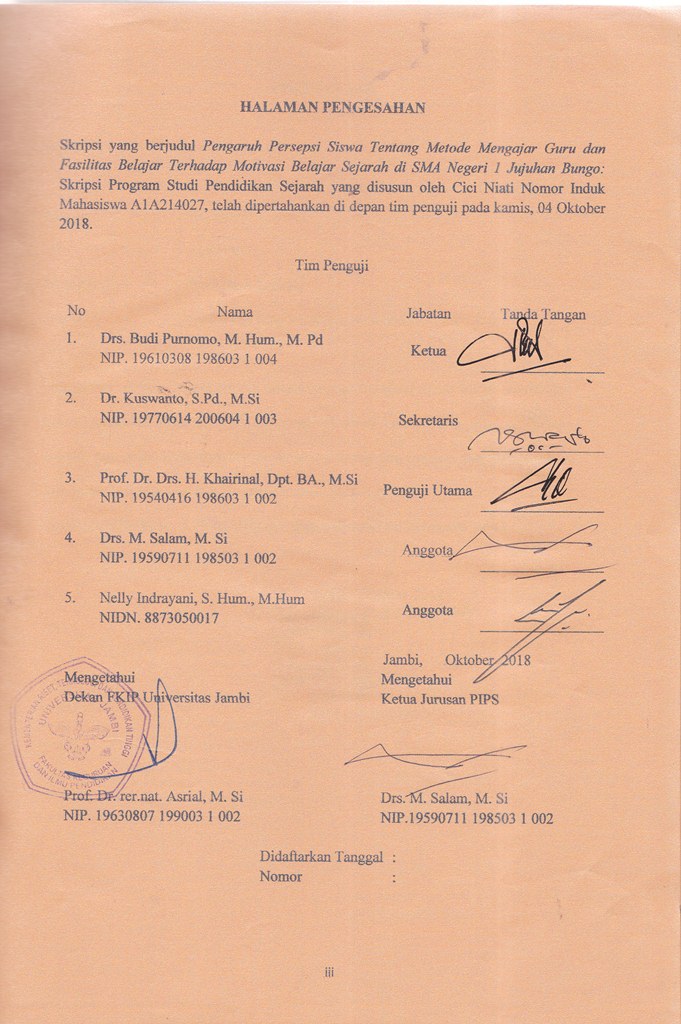 HALAMAN PENGESAHAN
Skripsi yang berjudul Pengaruh Persepsi Siswa Tentang Metode Mengajar Guru dan
Fasilitas Belajar Terhadap Motivasi Belajar Sejarah di SMA Negeri 1 Jujuhan Bungo:
Skripsi Program Studi Pendidikan Sejarah yang disusun oleh Cici Niati Nomor Induk
Mahasiswa A1A214027, telah dipertahankan di depan tim penguji pada kamis, 04 Oktober
2018.
Tim Penguji
No Nama Jabatan Tanda Tangan
1. Drs. Budi Purnomo, M. Hum., M. Pd
NIP. 19610308 198603 1 004
Ketua
2. Dr. Kuswanto, S.Pd., M.Si
NIP. 19770614 200604 1 003
Sekretaris
3. Prof. Dr. Drs. H. Khairinal, Dpt. BA., M.Si
NIP. 19540416 198603 1 002
Penguji Utama
4. Drs. M. Salam, M. Si
NIP. 19590711 198503 1 002
Anggota
5. Nelly Indrayani, S. Hum., M.Hum
NIDN. 8873050017
Anggota
Jambi, Oktober 2018
Mengetahui
Dekan FKIP Universitas Jambi
Mengetahui
Ketua Jurusan PIPS
UNIVERSITAS JAMBI
DAN ILMU PENDIDIKAN
Prof. Dr. rer.nat. Asrial, M. Si
NIP. 19630807 199003 1 002
Drs. M. Salam, M. Si
NIP.19590711 198503 1 002
Didaftarkan Tanggal :
Nomor :
iii